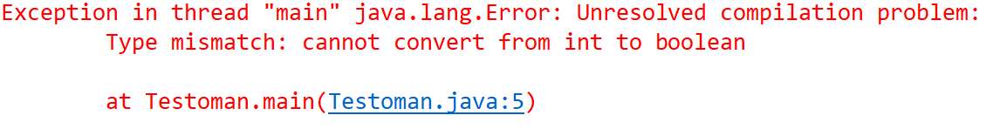 Exception in thread "main" java.lang.Error: Unresolved compilation problem:
Type mismatch: cannot convert from int to boolean
at Testoman.main(Testoman.java:5)